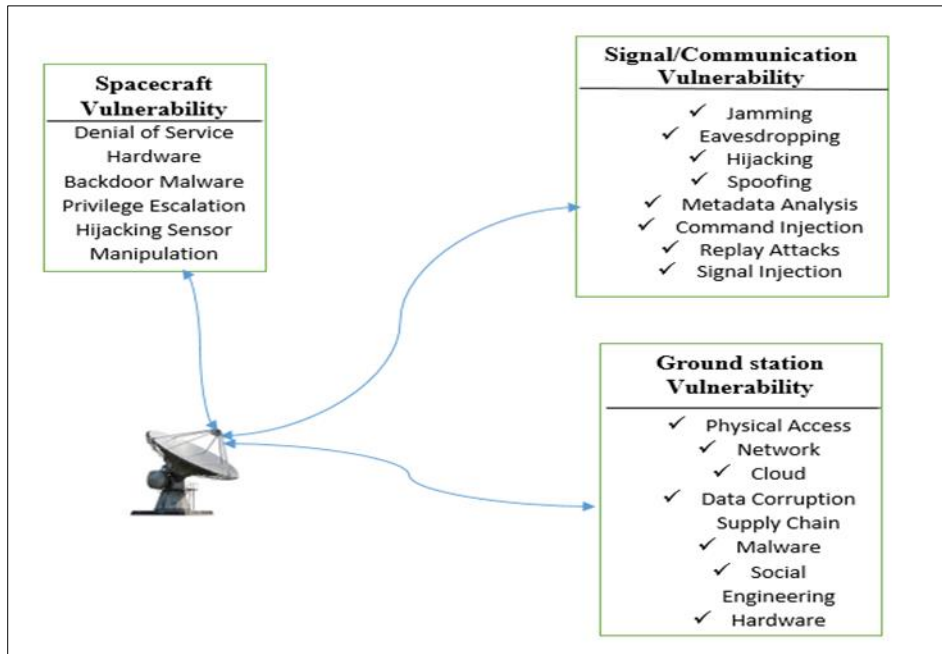 Spacecraft
Vulnerability
Denial of Service
Hardware
Backdoor Malware
Privilege Escalation
Hijacking Sensor
Manipulation
Signal/Communication
Vulnerability
✓ Jamming
✓ Eavesdropping
✓ Hijacking
✓ Spoofing
✓ Metadata Analysis
✓ Command Injection
✓ Replay Attacks
✓ Signal Injection
Ground station
Vulnerability
✓ Physical Access
✓ Network
✓ Cloud
✓ Data Corruption
Supply Chain
✓ Malware
✓ Social
Engineering
✓ Hardware